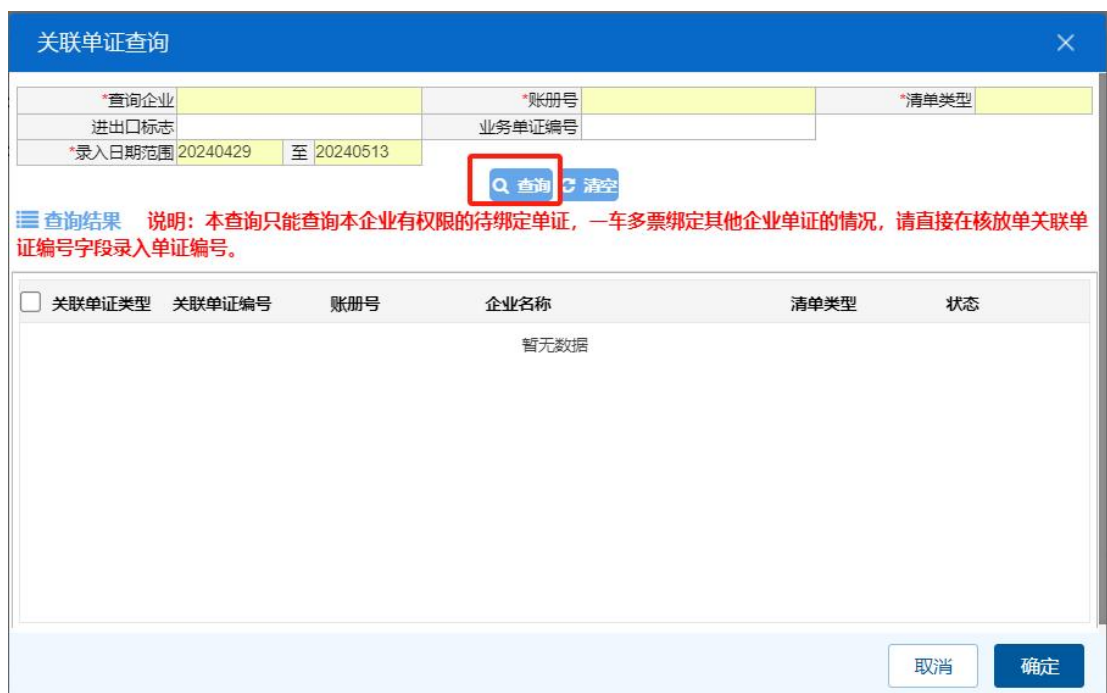 关联单证查询
*查询企业 *账册号 *清单类型
进出口标志 业务单证编号
*录入日期范围 20240429 至 20240513
查询 清空
查询结果 说明：本查询只能查询本企业有权限的待绑定单证，一车多票绑定其他企业单证的情况，请直接在核放单关联单
证编号字段录入单证编号。
关联单证类型 关联单证编号 账册号 企业名称 清单类型 状态
暂无数据
取消 确定